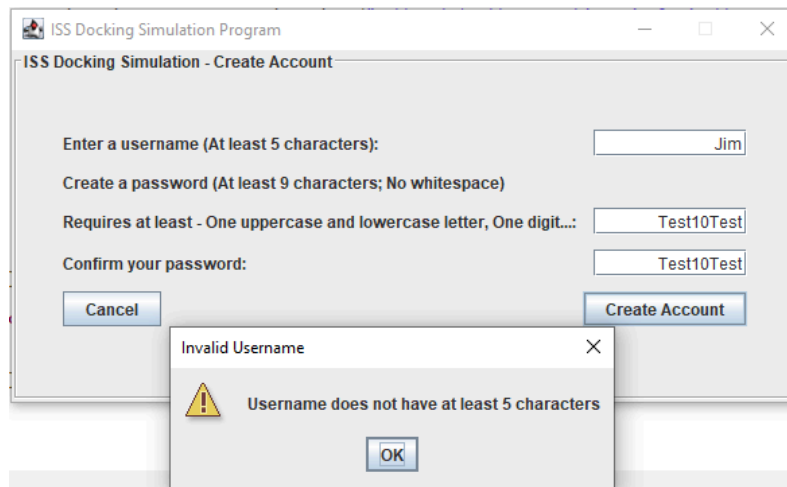 ISS Docking Simulation Program
ISS Docking Simulation - Create Account
Enter a username (At least 5 characters): Jim
Create a password (At least 9 characters; No whitespace)
Requires at least - One uppercase and lowercase letter, One digit...: Test10Test
Confirm your password: Test10Test
Cancel Create Account
Invalid Username
Username does not have at least 5 characters
OK